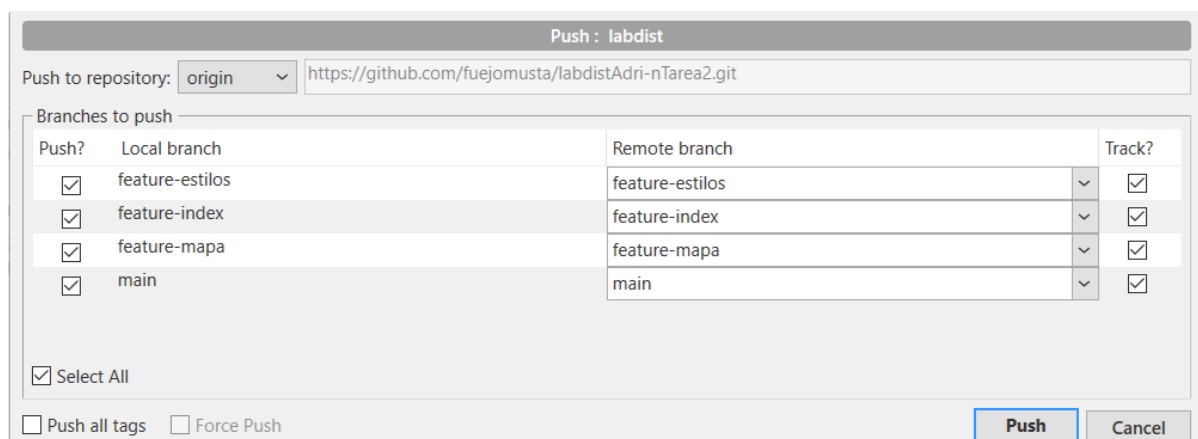 Push : labdist
Push to repository: origin https://github.com/fuejomusta/labdistAdri-nTarea2.git
Branches to push
Push? Local branch Remote branch Track?
feature-estilos feature-estilos
feature-index feature-index
feature-mapa feature-mapa
main main
Select All
Push all tags Force Push Push Cancel